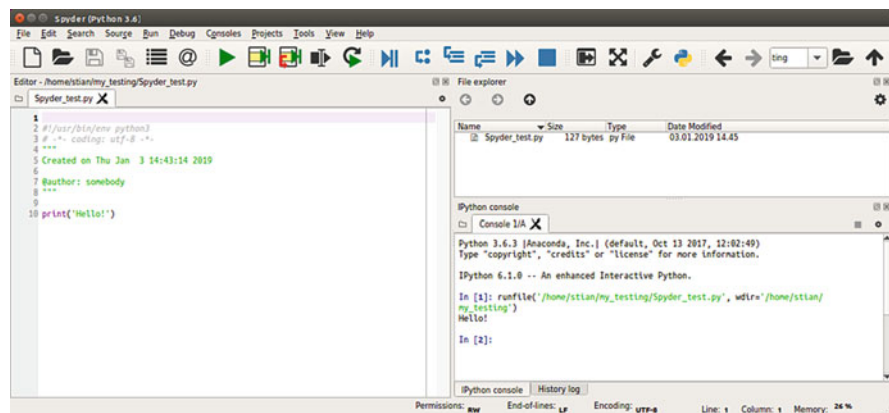 Spyder (Python 3.6)
File Edit Search Source Run Debug Consoles Projects Tools View Help
ting
Editor - /home/stian/my_testing/Spyder_test.py
Spyder_test.py
1
2 #!/usr/bin/env python3
3 # -*- coding: utf-8 -*-
4 """
5 Created on Thu Jan  3 14:43:14 2019
6
7 @author: somebody
8 """
9
10 print('Hello!')
File explorer
Name Size Type Date Modified
Spyder_test.py 127 bytes py File 03.01.2019 14.45
IPython console
Console 1/A
Python 3.6.3 |Anaconda, Inc.| (default, Oct 13 2017, 12:02:49)
Type "copyright", "credits" or "license" for more information.
IPython 6.1.0 -- An enhanced Interactive Python.
In [1]: runfile('/home/stian/my_testing/Spyder_test.py', wdir='/home/stian/
my_testing')
Hello!
In [2]:
IPython console History log
Permissions: RW End-of-lines: LF Encoding: UTF-8 Line: 1 Column: 1 Memory: 26 %